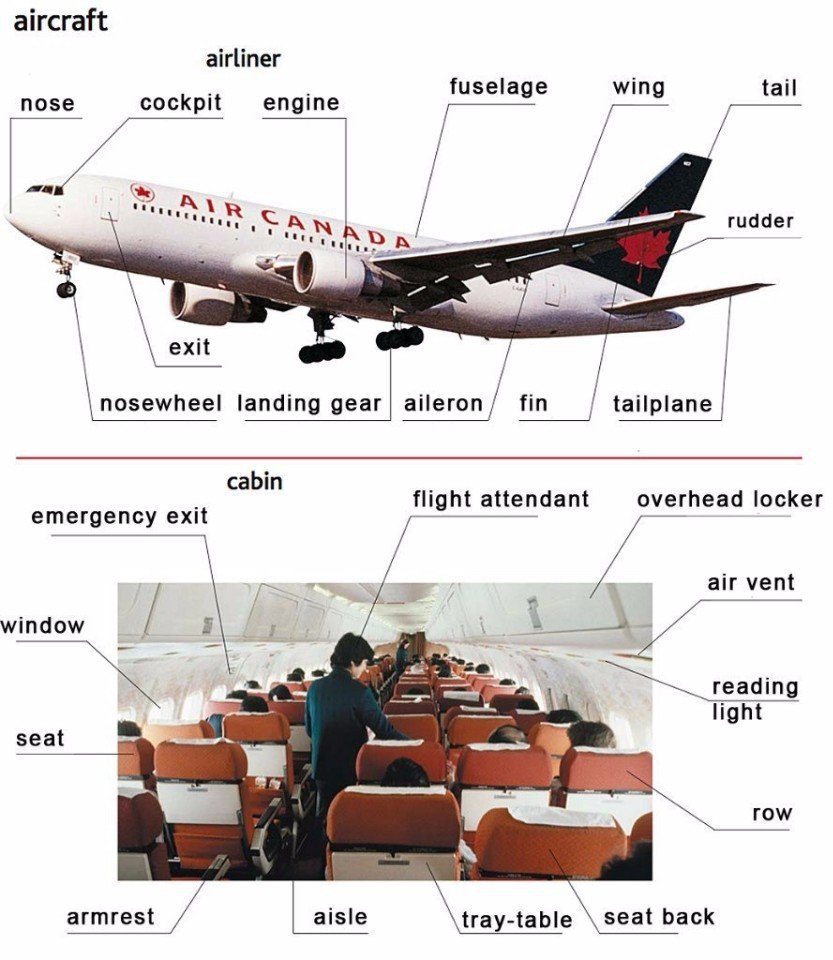 aircraft
airliner
nose
cockpit
engine
fuselage
wing
tail
AIR CANADA
rudder
exit
nosewheel
landing gear
aileron
fin
tailplane
cabin
emergency exit
flight attendant
overhead locker
air vent
window
reading
light
seat
row
armrest
aisle
tray-table
seat back